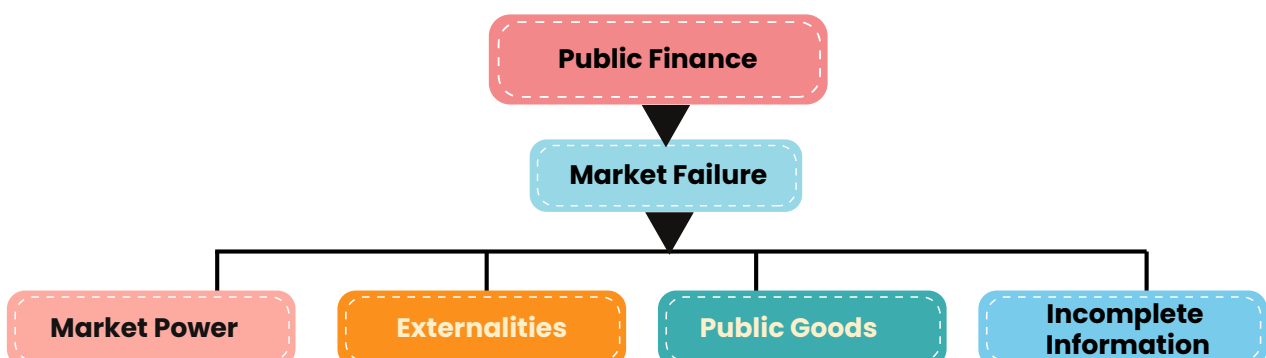 Public Finance
Market Failure
Market Power
Externalities
Public Goods
Incomplete
Information